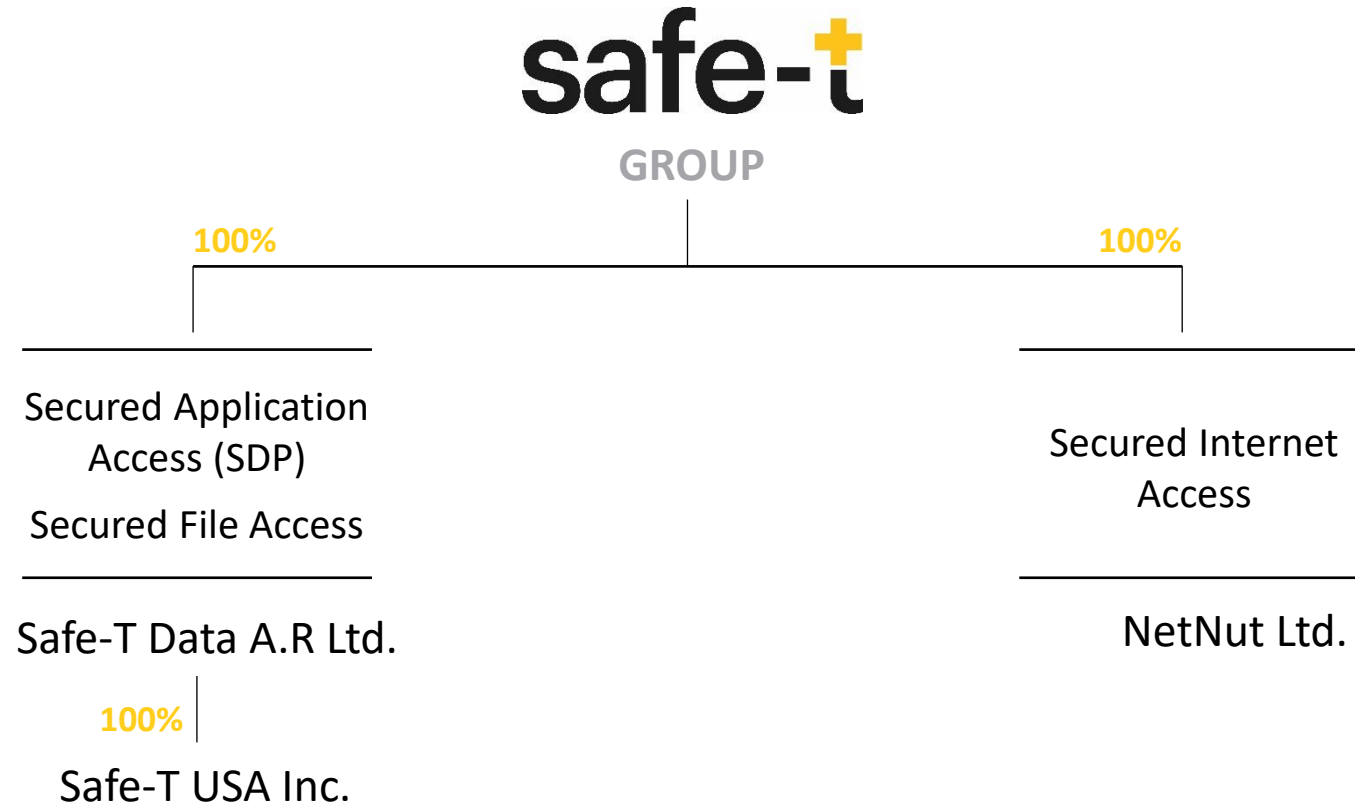 safe-t
GROUP
100%
100%
Secured Application
Access (SDP)
Secured File Access
Secured Internet
Access
Safe-T Data A.R Ltd.
NetNut Ltd.
100%
Safe-T USA Inc.